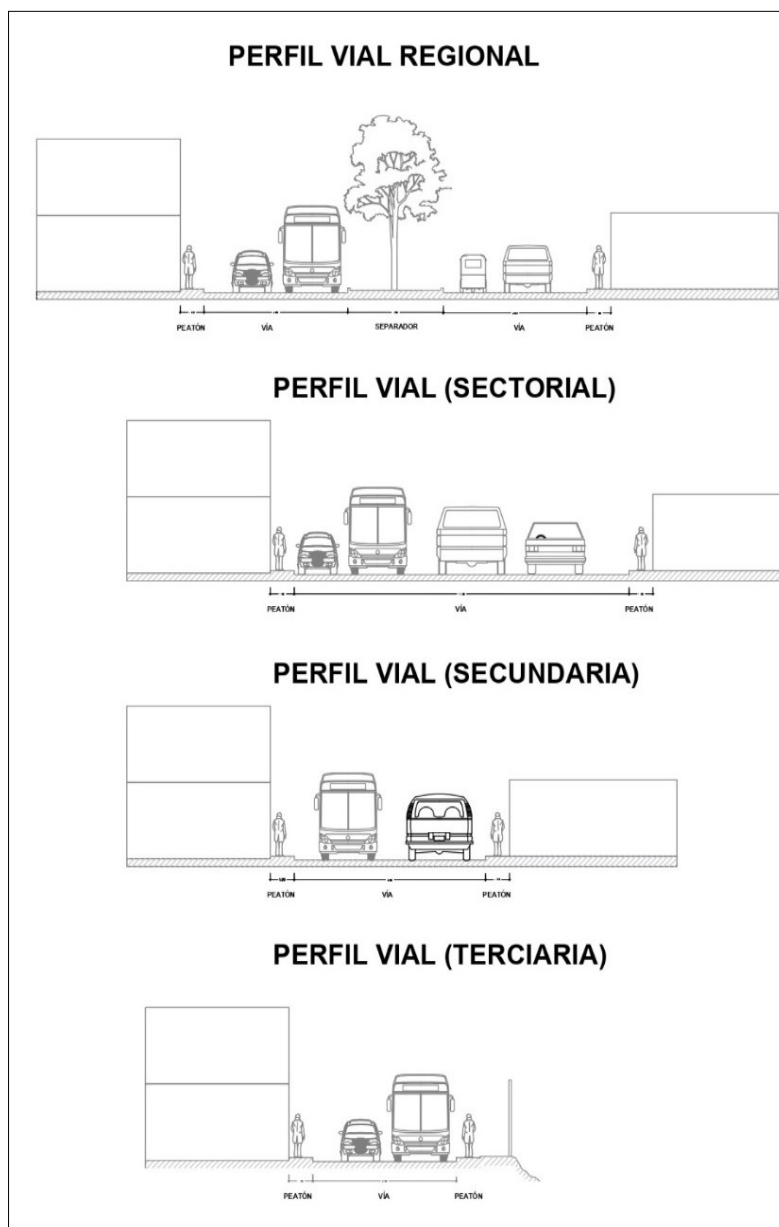 PERFIL VIAL REGIONAL
PEATÓN VÍA SEPARADOR VÍA PEATÓN
PERFIL VIAL (SECTORIAL)
PEATÓN VÍA PEATÓN
PERFIL VIAL (SECUNDARIA)
PEATÓN VÍA PEATÓN
PERFIL VIAL (TERCIARIA)
PEATÓN VÍA PEATÓN